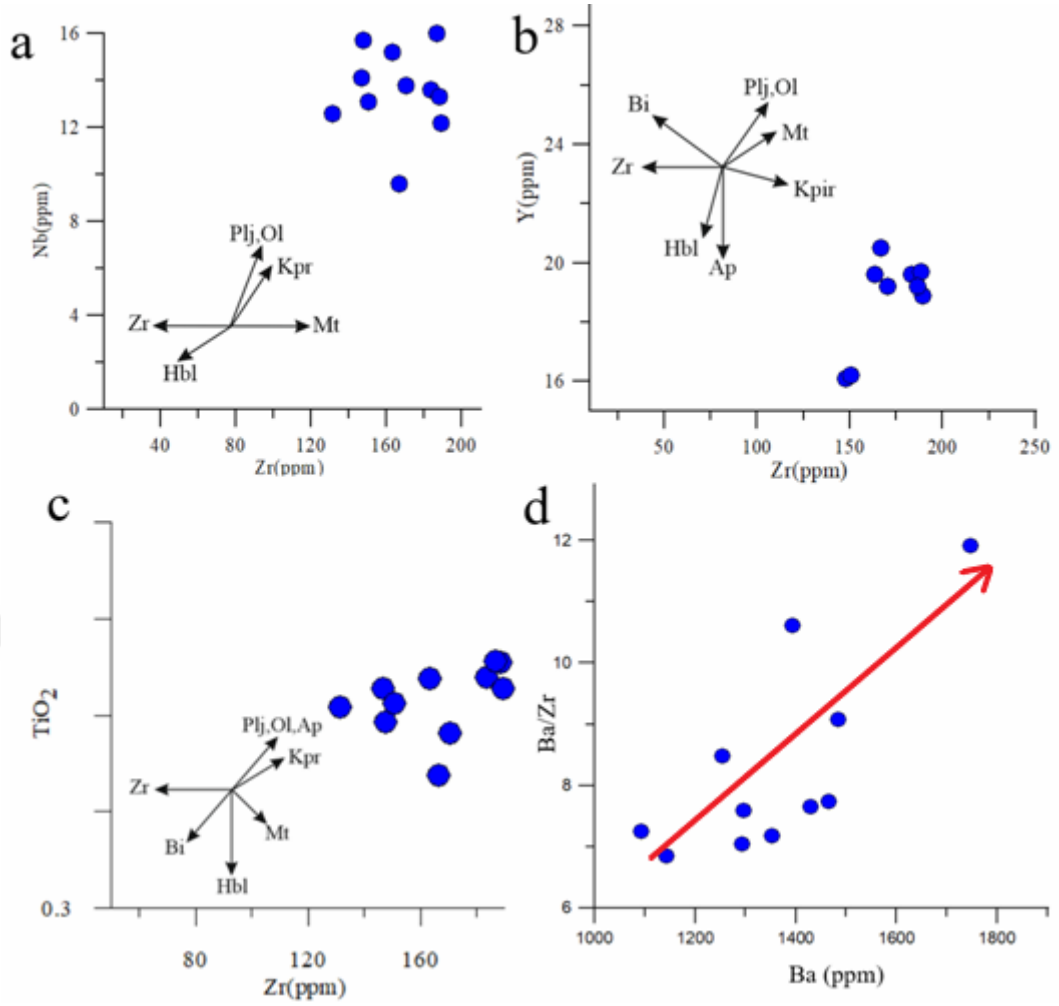 a
16
12
8
4
0
Nb(ppm)
Plj,Ol
Kpr
Zr
Mt
Hbl
40
80
120
160
200
Zr(ppm)
b
28
24
20
16
Y(ppm)
Plj,Ol
Bi
Mt
Zr
Kpir
Hbl
Ap
50
100
150
200
250
Zr(ppm)
c
TiO2
0.3
Plj,Ol,Ap
Kpr
Zr
Bi
Mt
Hbl
80
120
160
Zr(ppm)
d
12
10
8
6
Ba/Zr
1000
1200
1400
1600
1800
Ba (ppm)